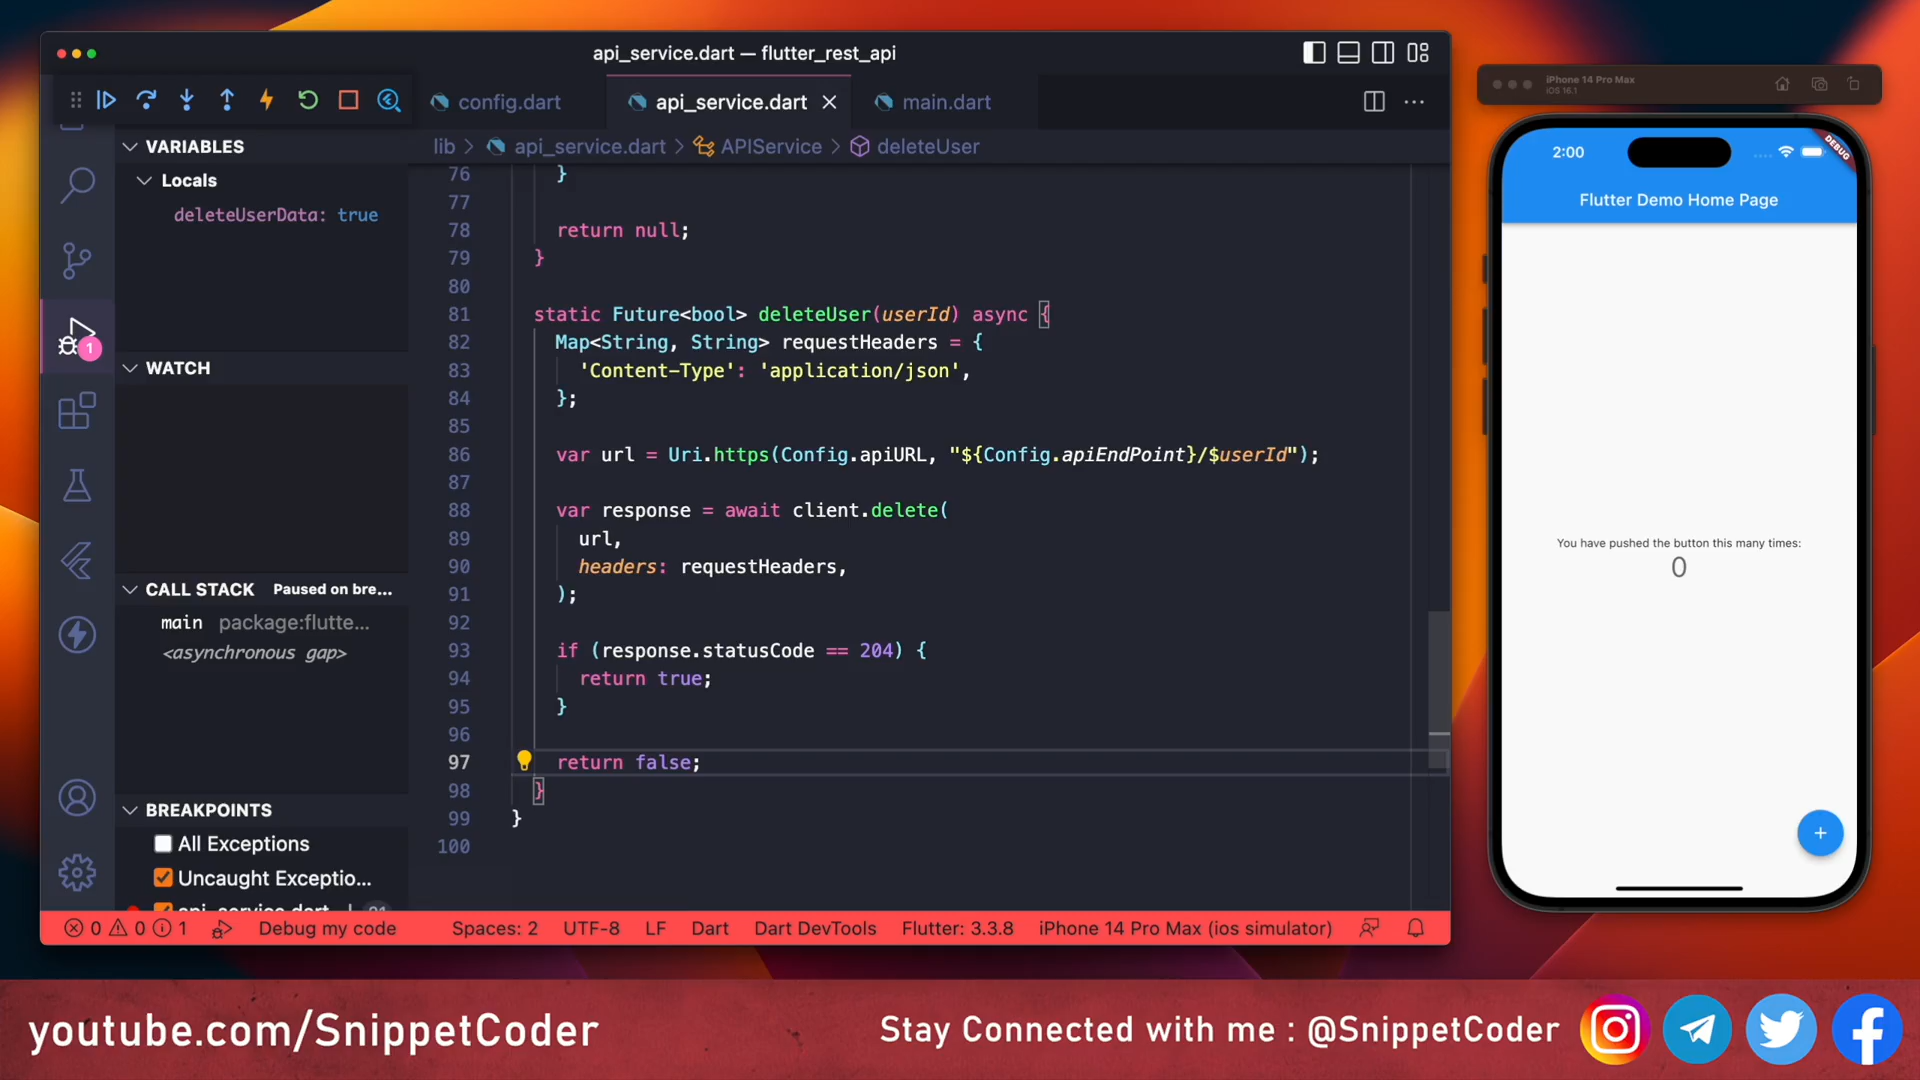 api_service.dart — flutter_rest_api
config.dart
api_service.dart
main.dart
lib > api_service.dart > APIService > deleteUser
VARIABLES
Locals
deleteUserData: true
WATCH
CALL STACK Paused on bre...
main package:flutte...
<asynchronous gap>
BREAKPOINTS
All Exceptions
Uncaught Exceptio...
1
76 }
77
78 return null;
79 }
80
81 static Future<bool> deleteUser(userId) async {
82 Map<String, String> requestHeaders = {
83 'Content-Type': 'application/json',
84 };
85
86 var url = Uri.https(Config.apiURL, "${Config.apiEndPoint}/$userId");
87
88 var response = await client.delete(
89 url,
90 headers: requestHeaders,
91 );
92
93 if (response.statusCode == 204) {
94 return true;
95 }
96
97 return false;
98 }
99 }
100
0 0 1 Debug my code Spaces: 2 UTF-8 LF Dart Dart DevTools Flutter: 3.3.8 iPhone 14 Pro Max (ios simulator)
iPhone 14 Pro Max
iOS 16.1
2:00
DEBUG
Flutter Demo Home Page
You have pushed the button this many times:
0
+
youtube.com/SnippetCoder
Stay Connected with me : @SnippetCoder